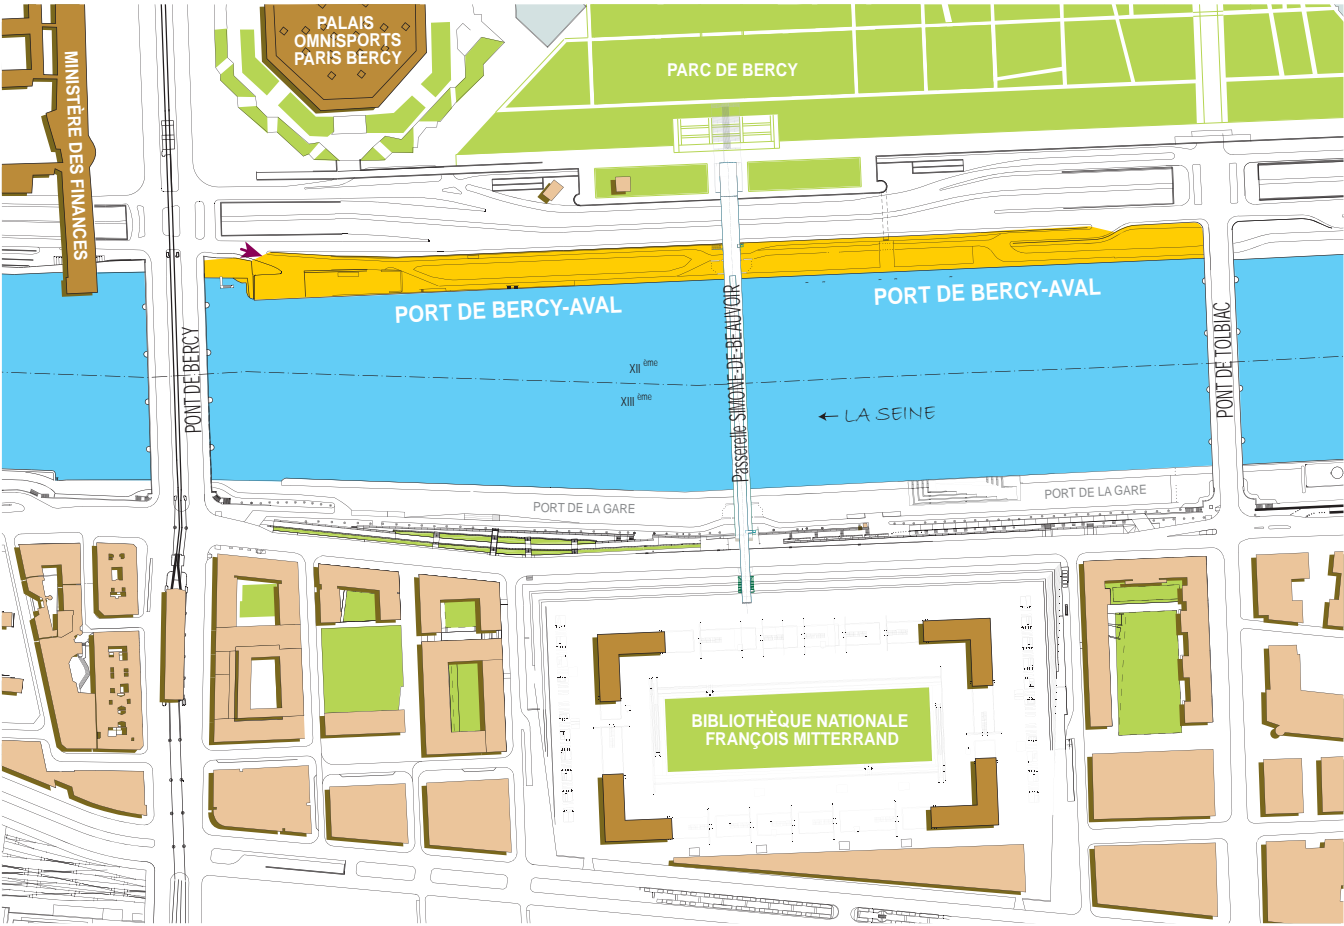 PALAIS
OMNISPORTS
PARIS BERCY
MINISTÈRE DES FINANCES
PARC DE BERCY
PORT DE BERCY-AVAL
PORT DE BERCY-AVAL
PONT DE BERCY
Passerelle SIMONE-DE-BEAUVOIR
PONT DE TOLBIAC
XII ème
XIII ème
LA SEINE
PORT DE LA GARE
PORT DE LA GARE
BIBLIOTHÈQUE NATIONALE
FRANÇOIS MITTERRAND